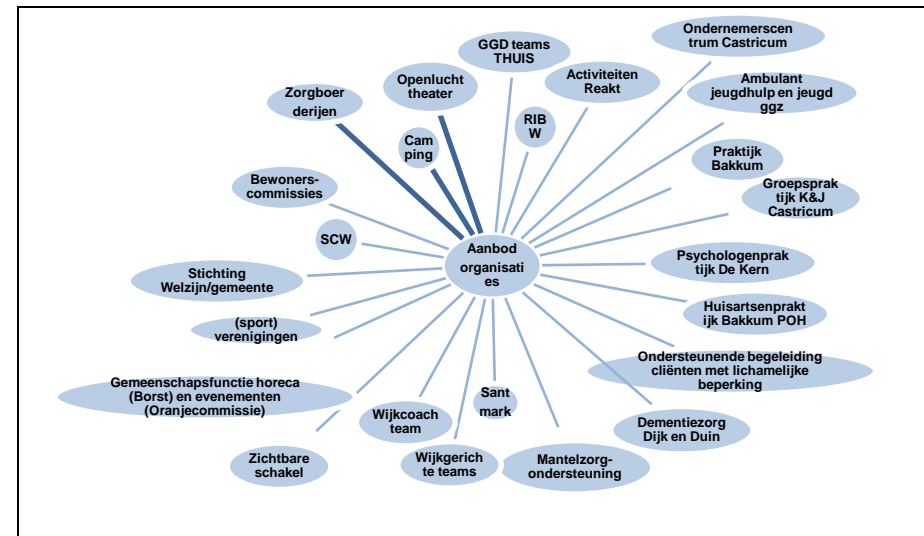 Ondernemerscen
trum Castricum
GGD teams
THUIS
Activiteiten
Reakt
Openlucht
theater
Ambulant
jeugdhulp en jeugd
ggz
Zorgboer
derijen
RIB
W
Cam
ping
Praktijk
Bakkum
Groepsprak
tijk K&J
Castricum
Bewoners-
commissies
SCW
Aanbod
organisati
es
Psychologenprak
tijk De Kern
Stichting
Welzijn/gemeente
Huisartsenprakt
ijk Bakkum POH
(sport)
verenigingen
Ondersteunende begeleiding
cliënten met lichamelijke
beperking
Gemeenschapsfunctie horeca
(Borst) en evenementen
(Oranjecommissie)
Sant
mark
Wijkcoach
team
Dementiezorg
Dijk en Duin
Zichtbare
schakel
Wijkgerich
te teams
Mantelzorg-
ondersteuning